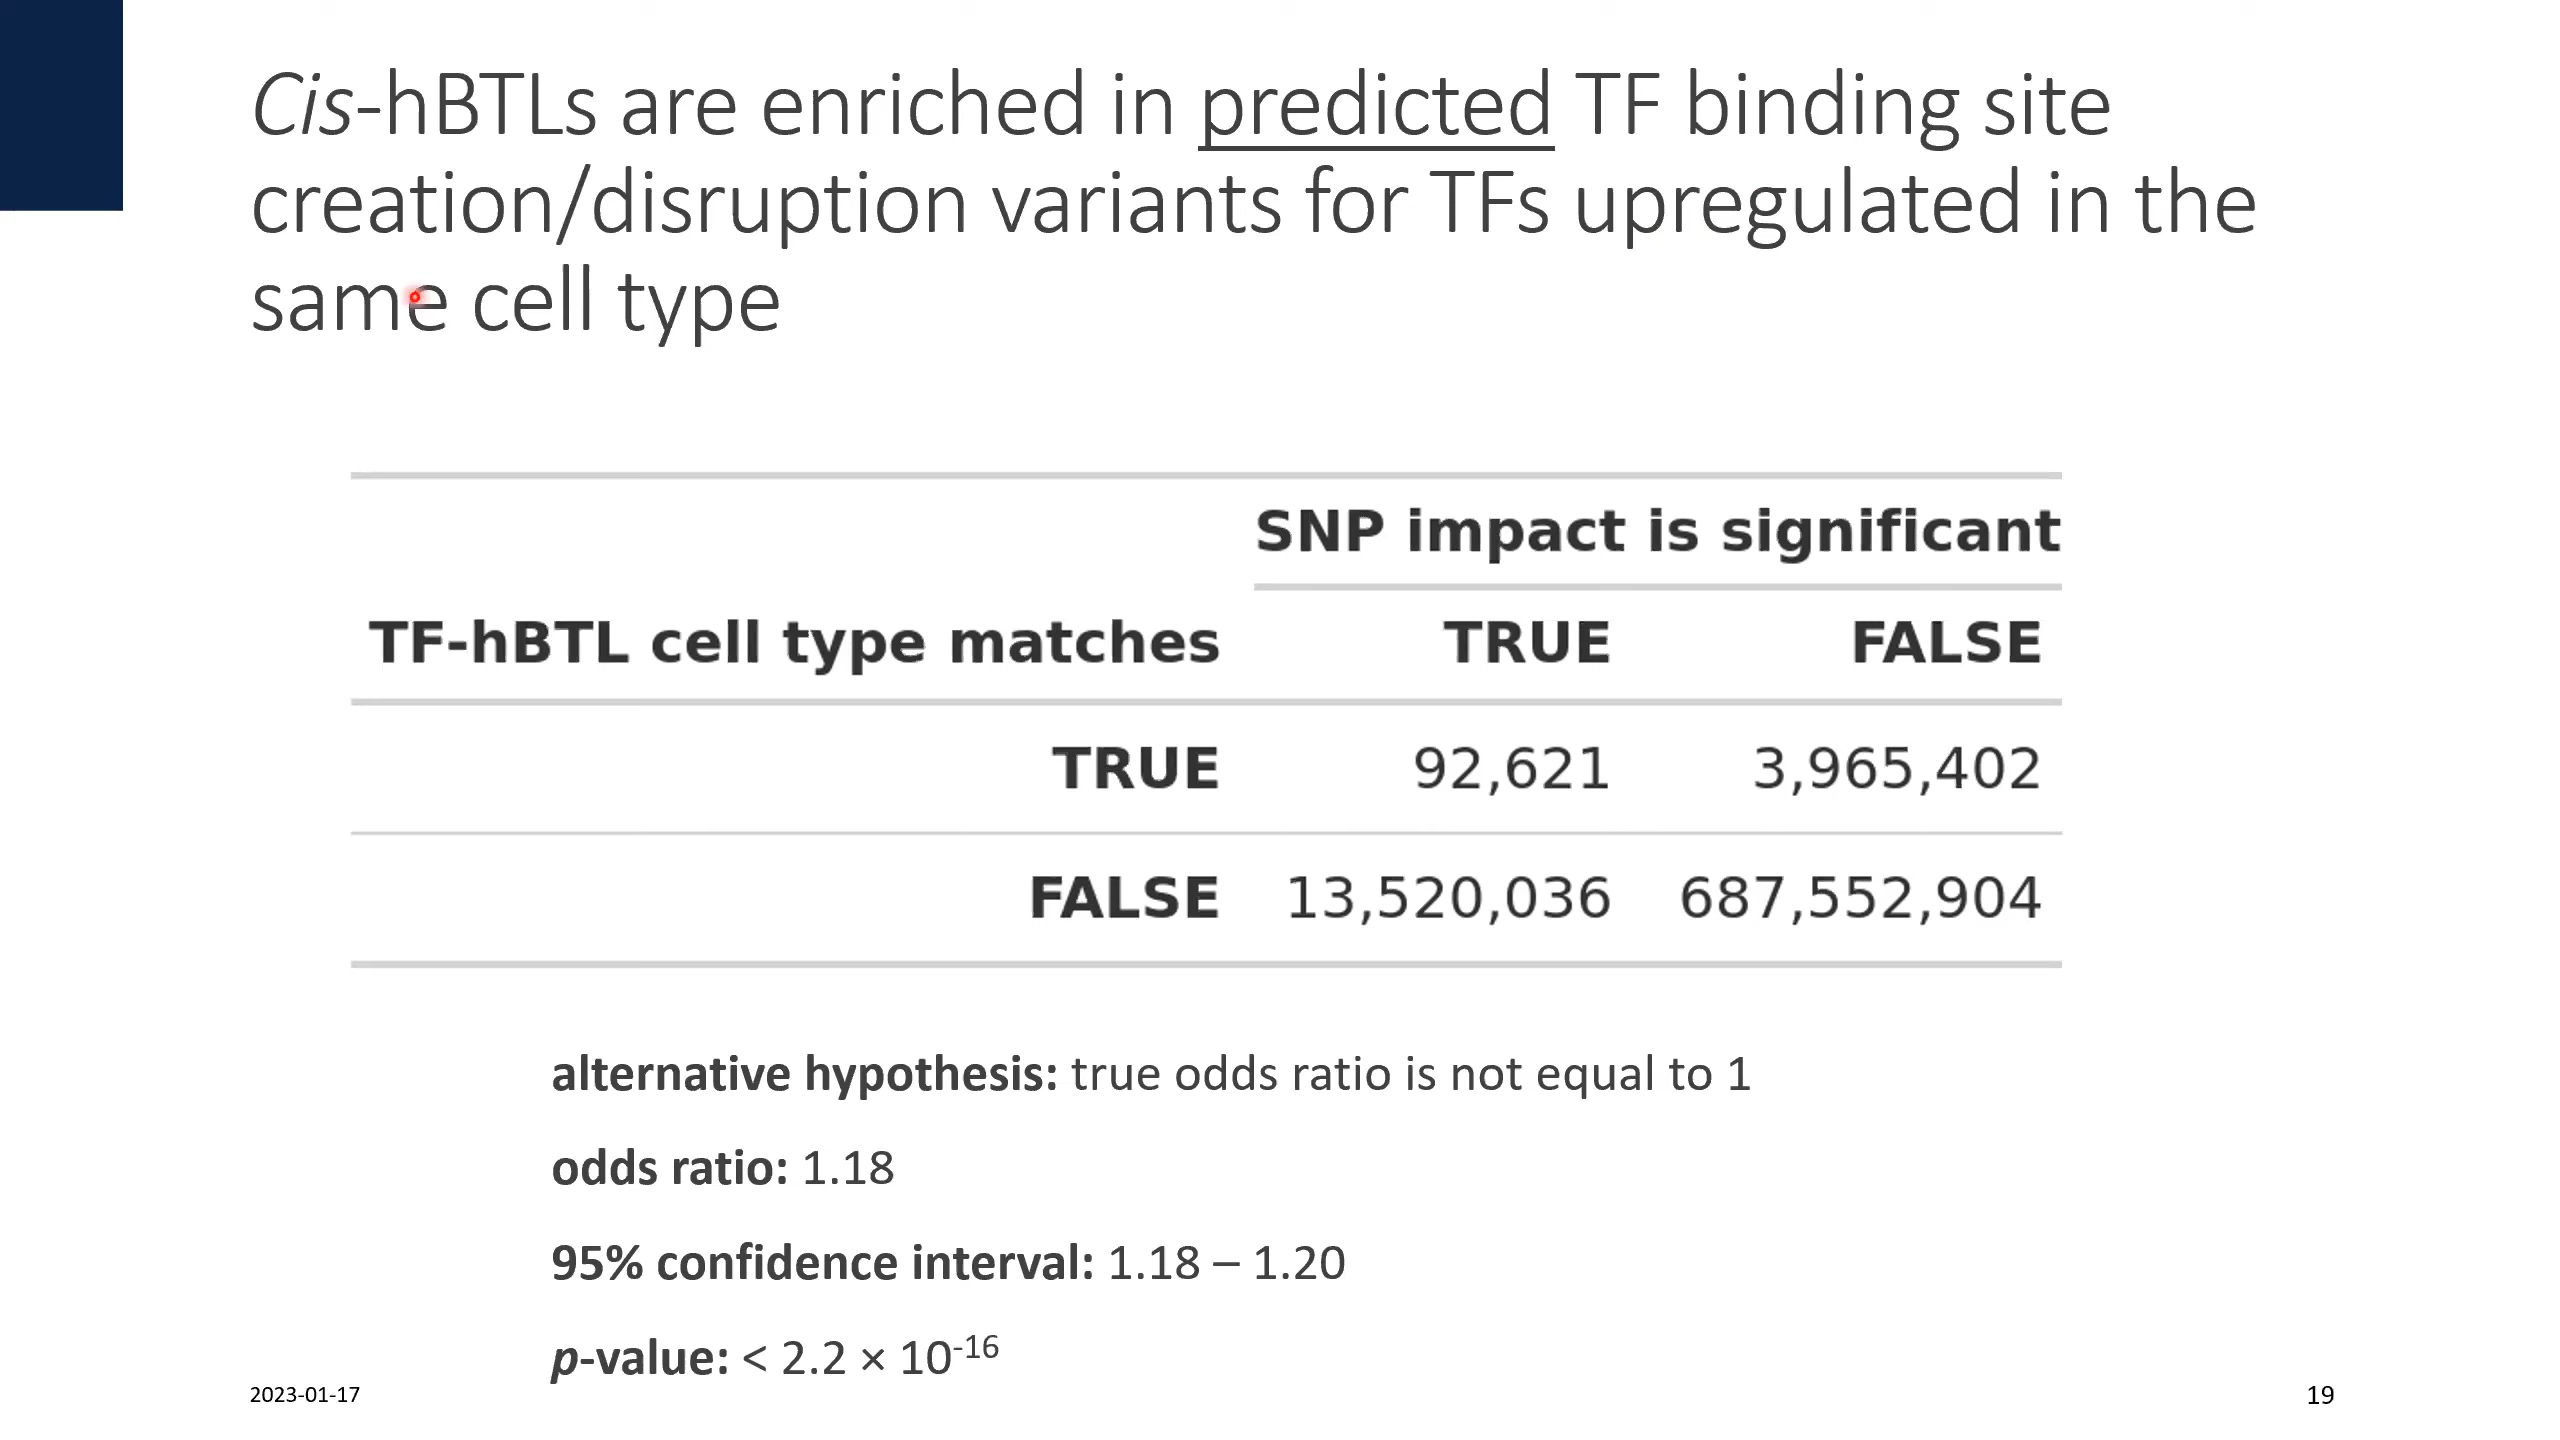 Cis-hBTLs are enriched in predicted TF binding site
creation/disruption variants for TFs upregulated in the
same cell type
SNP impact is significant
TF-hBTL cell type matches TRUE FALSE
TRUE 92,621 3,965,402
FALSE 13,520,036 687,552,904
alternative hypothesis: true odds ratio is not equal to 1
odds ratio: 1.18
95% confidence interval: 1.18 – 1.20
p-value: < 2.2 × 10⁻¹⁶
2023-01-17
19